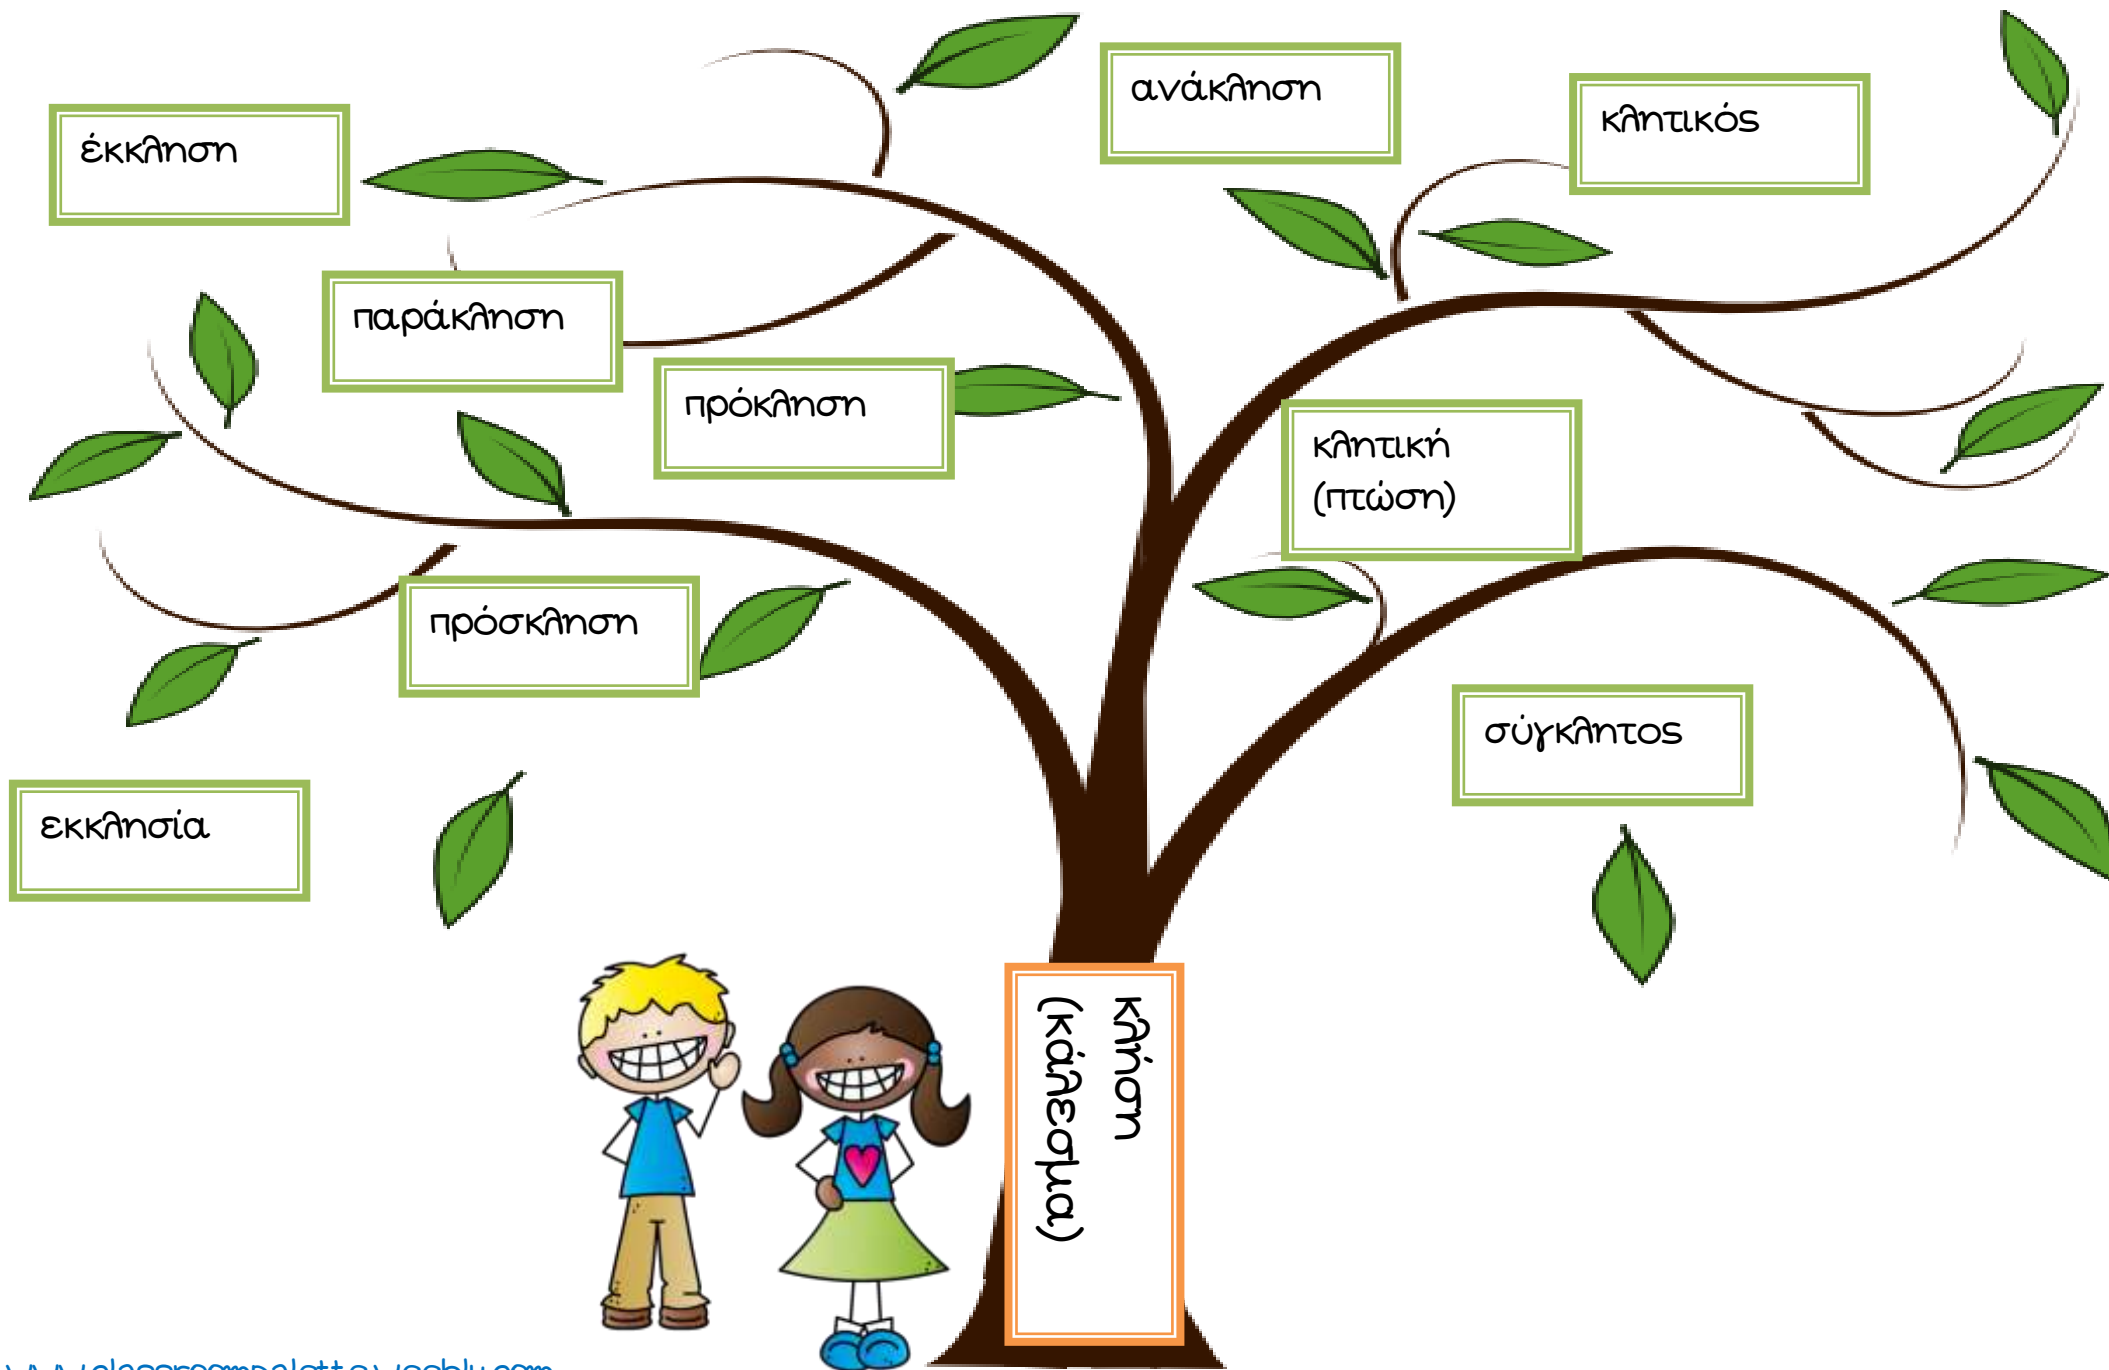 ανάκληση
κλητικός
έκκληση
παράκληση
πρόκληση
κλητική
(πτώση)
πρόσκληση
σύγκλητος
εκκλησία
κλήση
(κάλεσμα)